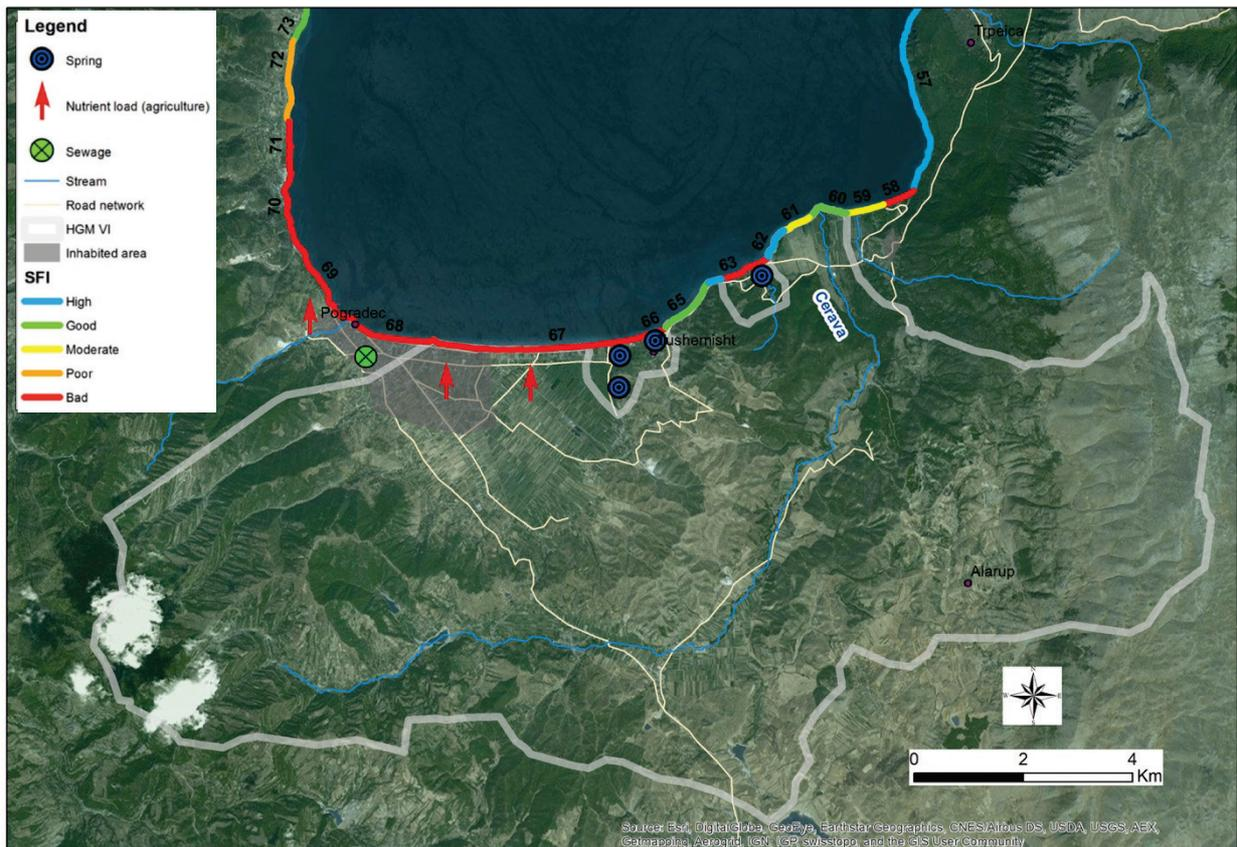 Legend
Spring
Nutrient load (agriculture)
Sewage
Stream
Road network
HGM VI
Inhabited area
SFI
High
Good
Moderate
Poor
Bad
73
72
71
70
69
68
67
66
65
63
62
61
60
59
58
57
Trpeica
Pogradec
ushemisht
Cerava
Alarup
N
W
E
S
0 2 4
Km
Source: Esri, DigitalGlobe, GeoEye, Earthstar Geographics, CNES/Airbus DS, USDA, USGS, AEX,
Getmapping, Aerogrid, IGN, IGP, swisstopo, and the GIS User Community